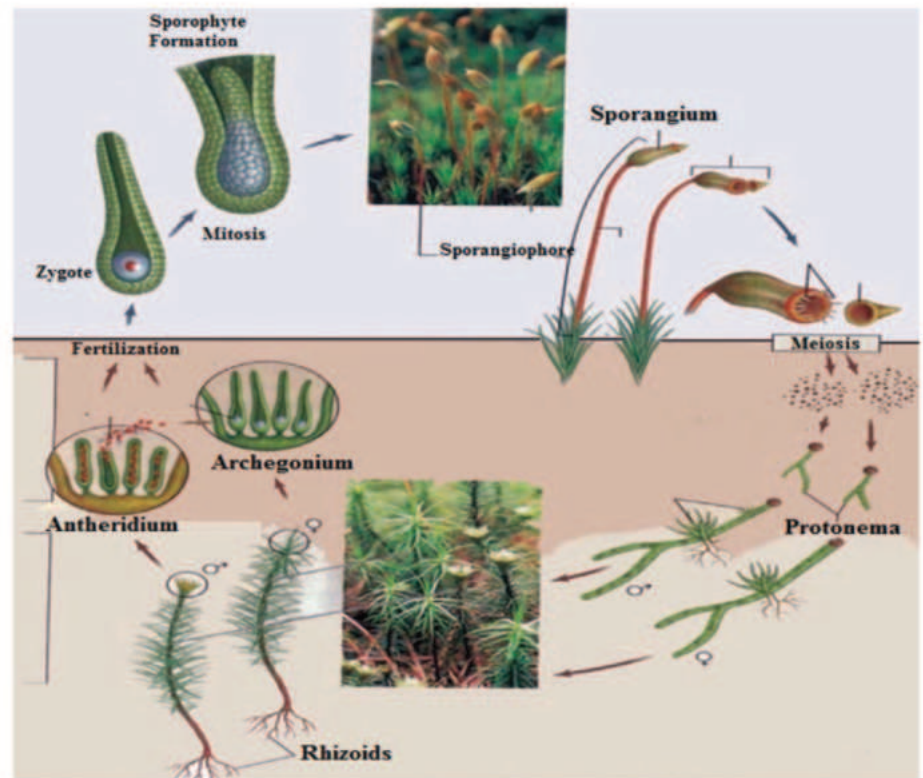 Sporophyte
Formation
Sporangium
Mitosis
Sporangiophore
Zygote
Meiosis
Fertilization
Archegonium
Antheridium
Protonema
♂
♀
♂
♀
Rhizoids